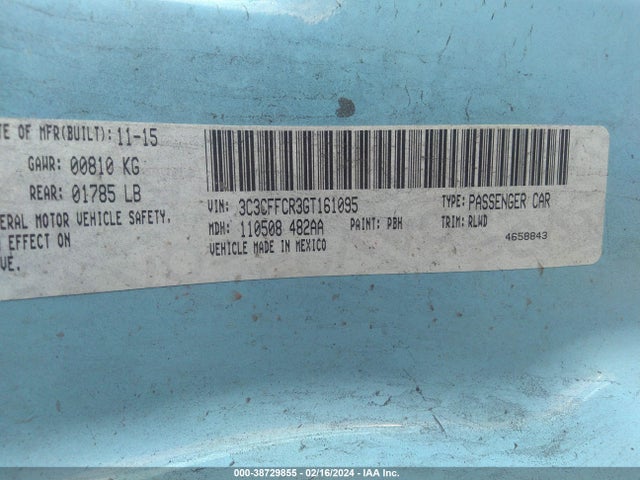 TE OF MFR(BUILT): 11-15
GAWR: 00810 KG
REAR: 01785 LB
ERAL MOTOR VEHICLE SAFETY,
EFFECT ON
VE.
VIN: 3C3CFFCR3GT161095 TYPE: PASSENGER CAR
MDH: 110508 482AA PAINT: PBH TRIM: RLWD
VEHICLE MADE IN MEXICO 4658843
000-38729855 - 02/16/2024 - IAA Inc.